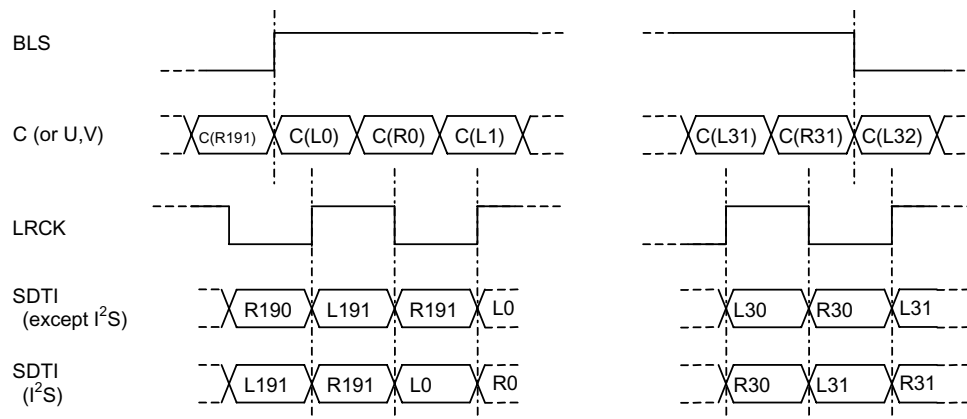 BLS
C (or U,V)
C(R191) C(L0) C(R0) C(L1) C(L31) C(R31) C(L32)
LRCK
SDTI
(except I²S)
R190 L191 R191 L0 L30 R30 L31
SDTI
(I²S)
L191 R191 L0 R0 R30 L31 R31